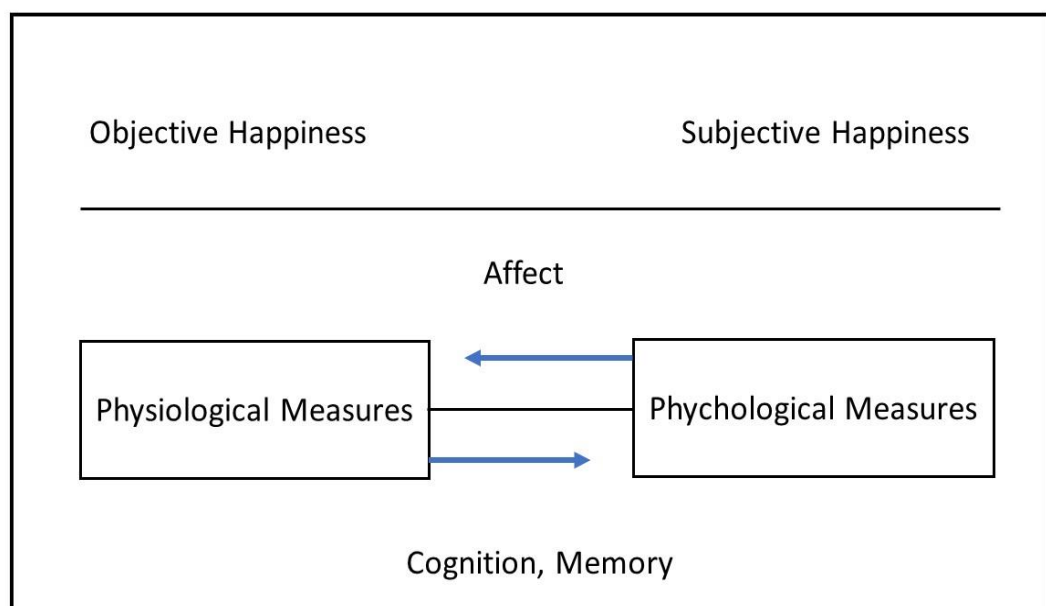 Objective Happiness
Subjective Happiness
Affect
Physiological Measures
Phychological Measures
Cognition, Memory